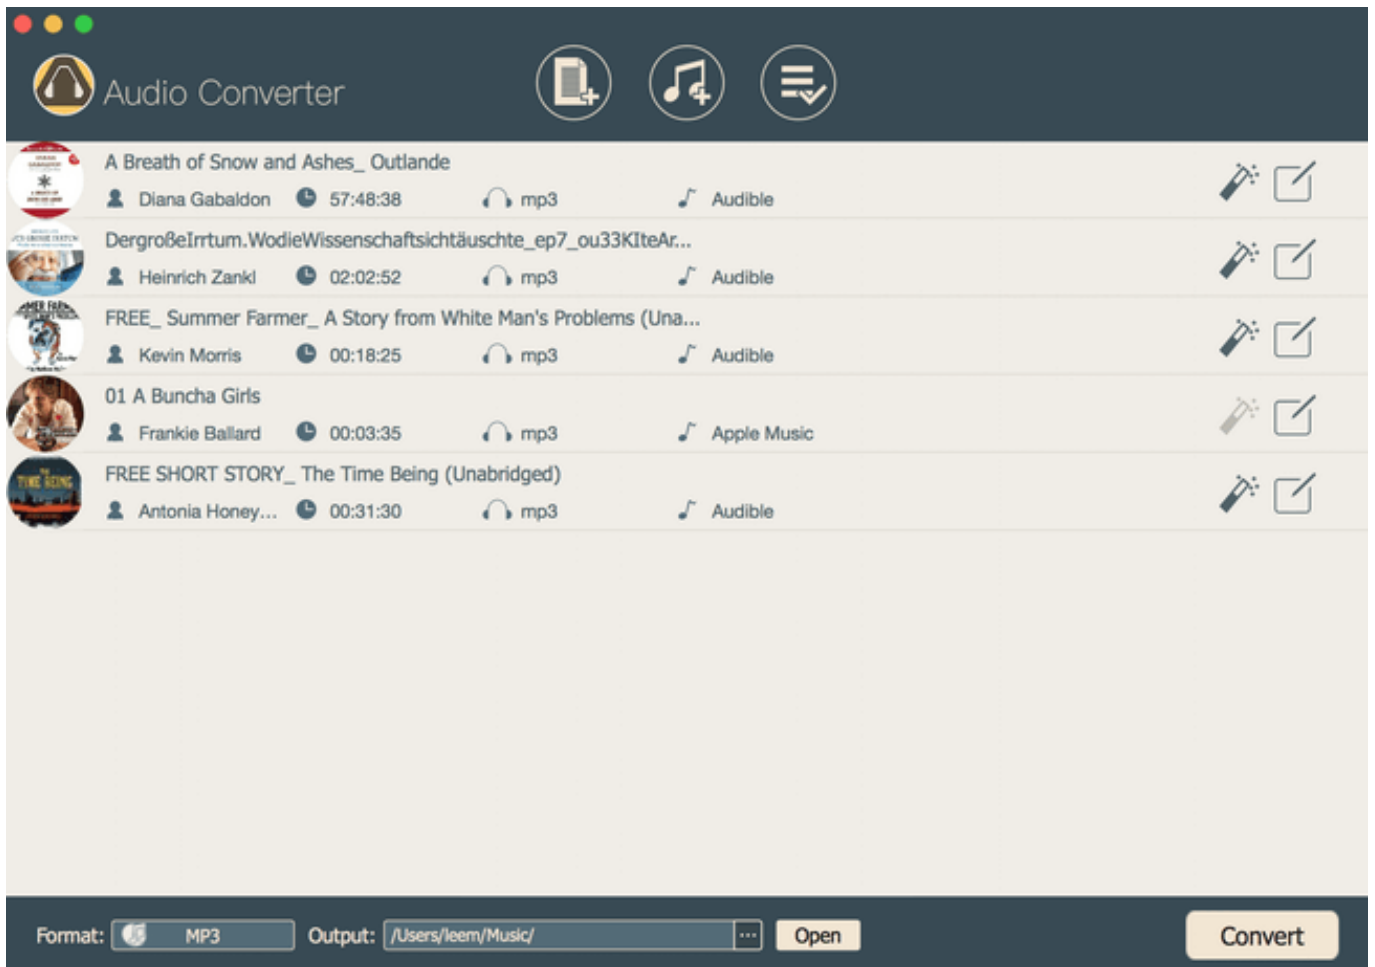 Audio Converter
A Breath of Snow and Ashes_ Outlande
Diana Gabaldon 57:48:38 mp3 Audible
DergroßeIrrtum.WodieWissenschaftsichtäuschte_ep7_ou33KIteAr...
Heinrich Zankl 02:02:52 mp3 Audible
FREE_ Summer Farmer_ A Story from White Man's Problems (Una...
Kevin Morris 00:18:25 mp3 Audible
01 A Buncha Girls
Frankie Ballard 00:03:35 mp3 Apple Music
THE
TIME BEING
FREE SHORT STORY_ The Time Being (Unabridged)
Antonia Honey... 00:31:30 mp3 Audible
Format: MP3 Output: /Users/leem/Music/ ... Open Convert